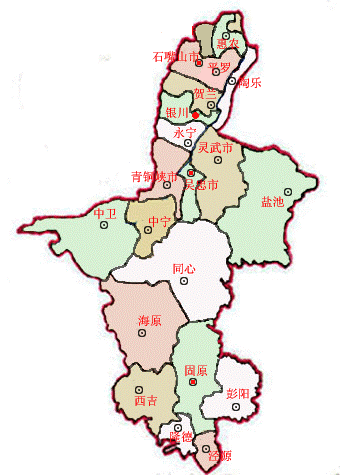 惠农
石嘴山市
平罗
陶乐
贺兰
银川
永宁
灵武市
青铜峡市
吴忠市
盐池
中卫
中宁
同心
海原
固原
彭阳
西吉
隆德
泾源